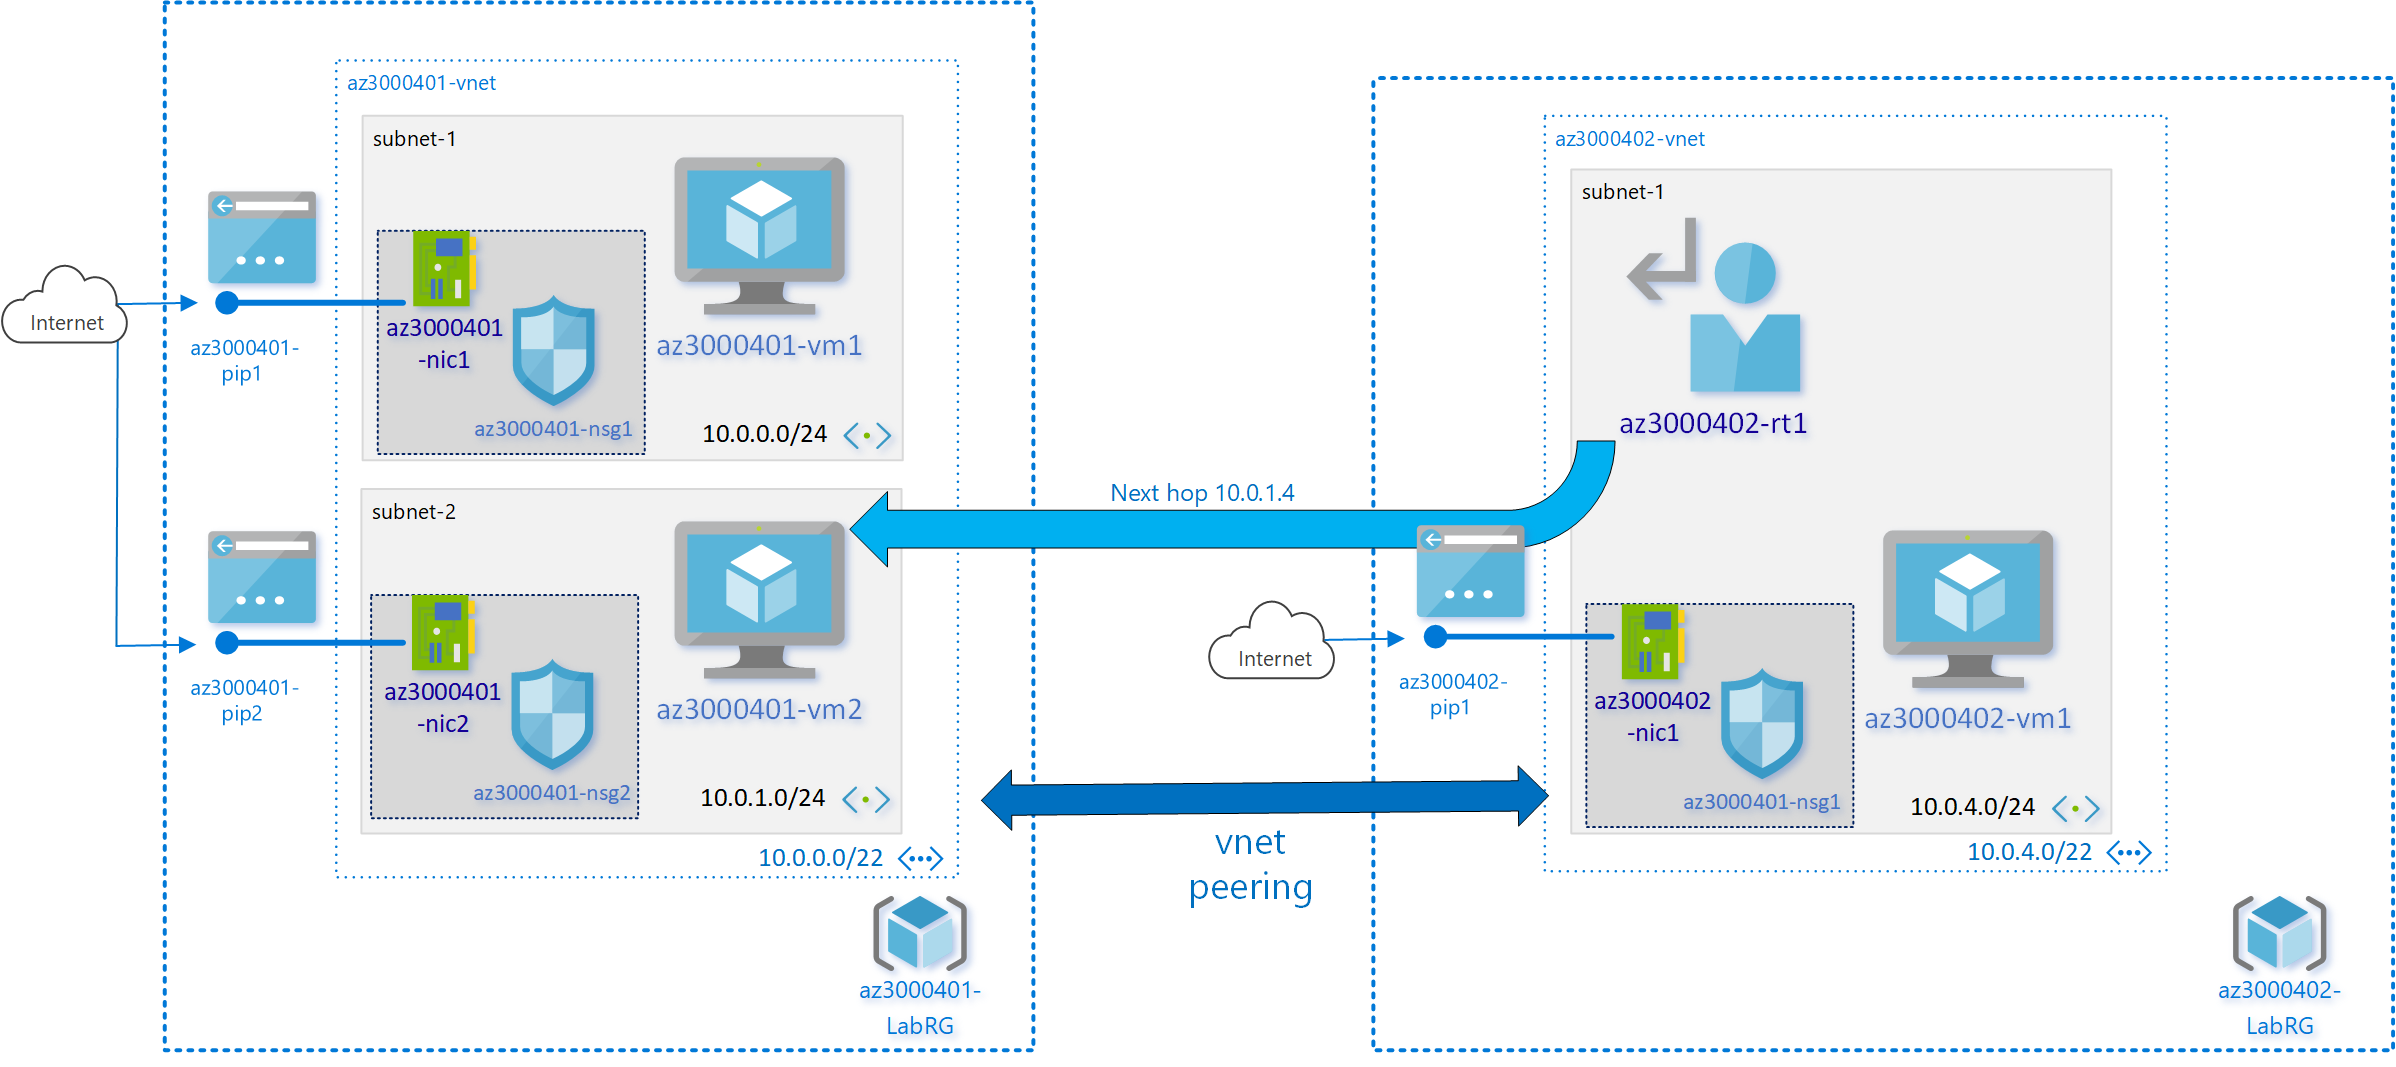 az3000401-vnet
subnet-1
az3000401
-nic1
az3000401-nsg1
az3000401-vm1
10.0.0.0/24
Internet
az3000401-
pip1
subnet-2
az3000401
-nic2
az3000401-nsg2
az3000401-vm2
10.0.1.0/24
az3000401-
pip2
10.0.0.0/22
az3000401-
LabRG
Next hop 10.0.1.4
vnet
peering
az3000402-vnet
subnet-1
az3000402-rt1
Internet
az3000402-
pip1
az3000402
-nic1
az3000401-nsg1
az3000402-vm1
10.0.4.0/24
10.0.4.0/22
az3000402-
LabRG